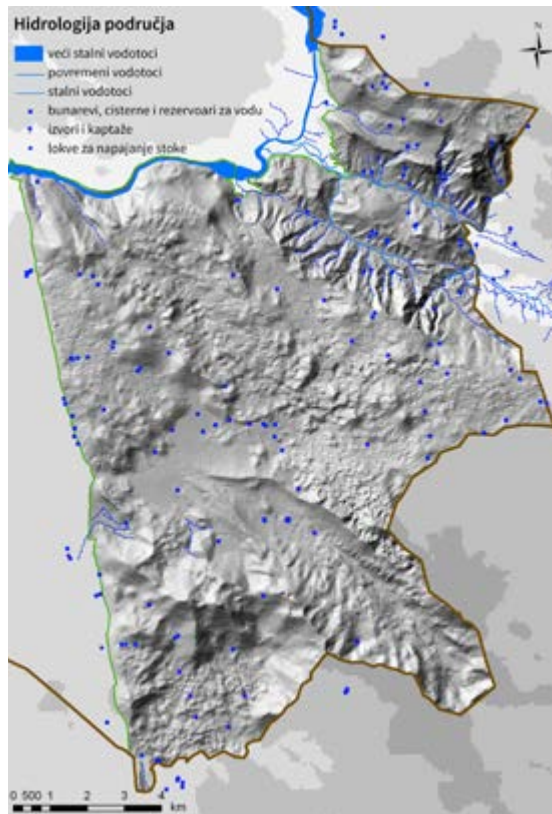 Hidrologija područja
N
veći stalni vodotoci
povremeni vodotoci
stalni vodotoci
bunarevi, cisterne i rezervoari za vodu
izvori i kaptaže
lokve za napajanje stoke
0 500 1 2 3 4
km